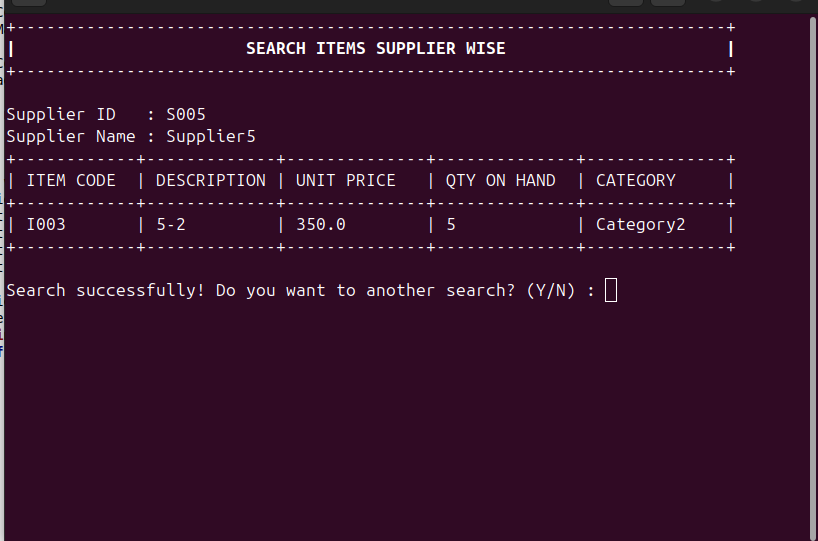 +-----------------------------------------------------------------------+
|                       SEARCH ITEMS SUPPLIER WISE                      |
+-----------------------------------------------------------------------+
Supplier ID   : S005
Supplier Name : Supplier5
+------------+-------------+--------------+--------------+--------------+
| ITEM CODE  | DESCRIPTION | UNIT PRICE   | QTY ON HAND  | CATEGORY     |
+------------+-------------+--------------+--------------+--------------+
| I003       | 5-2         | 350.0        | 5            | Category2    |
+------------+-------------+--------------+--------------+--------------+
Search successfully! Do you want to another search? (Y/N) :